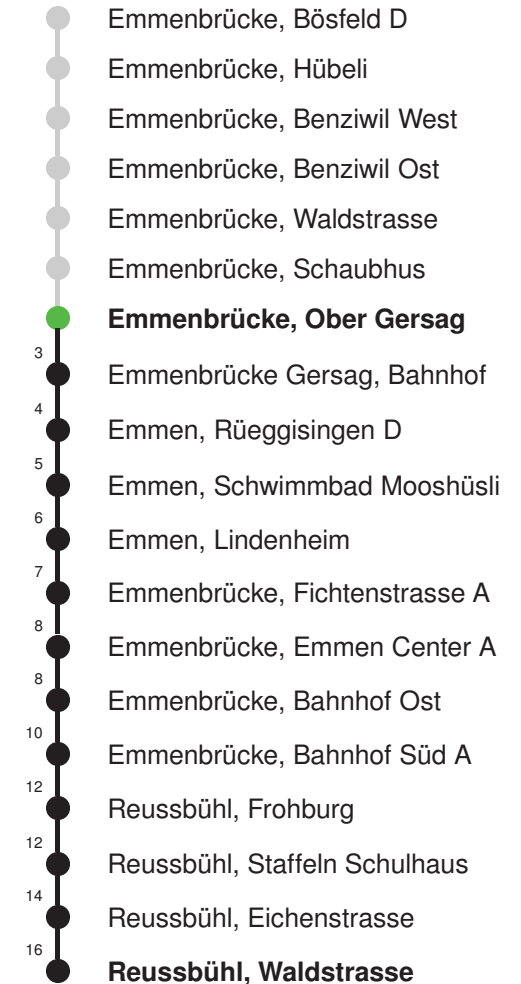 Emmenbrücke, Bösfeld D
Emmenbrücke, Hübeli
Emmenbrücke, Benziwil West
Emmenbrücke, Benziwil Ost
Emmenbrücke, Waldstrasse
Emmenbrücke, Schaubhus
Emmenbrücke, Ober Gersag
3 Emmenbrücke Gersag, Bahnhof
4 Emmen, Rüeggisingen D
5 Emmen, Schwimmbad Mooshüsli
6 Emmen, Lindenheim
7 Emmenbrücke, Fichtenstrasse A
8 Emmenbrücke, Emmen Center A
8 Emmenbrücke, Bahnhof Ost
10 Emmenbrücke, Bahnhof Süd A
12 Reussbühl, Frohburg
12 Reussbühl, Staffeln Schulhaus
14 Reussbühl, Eichenstrasse
16 Reussbühl, Waldstrasse